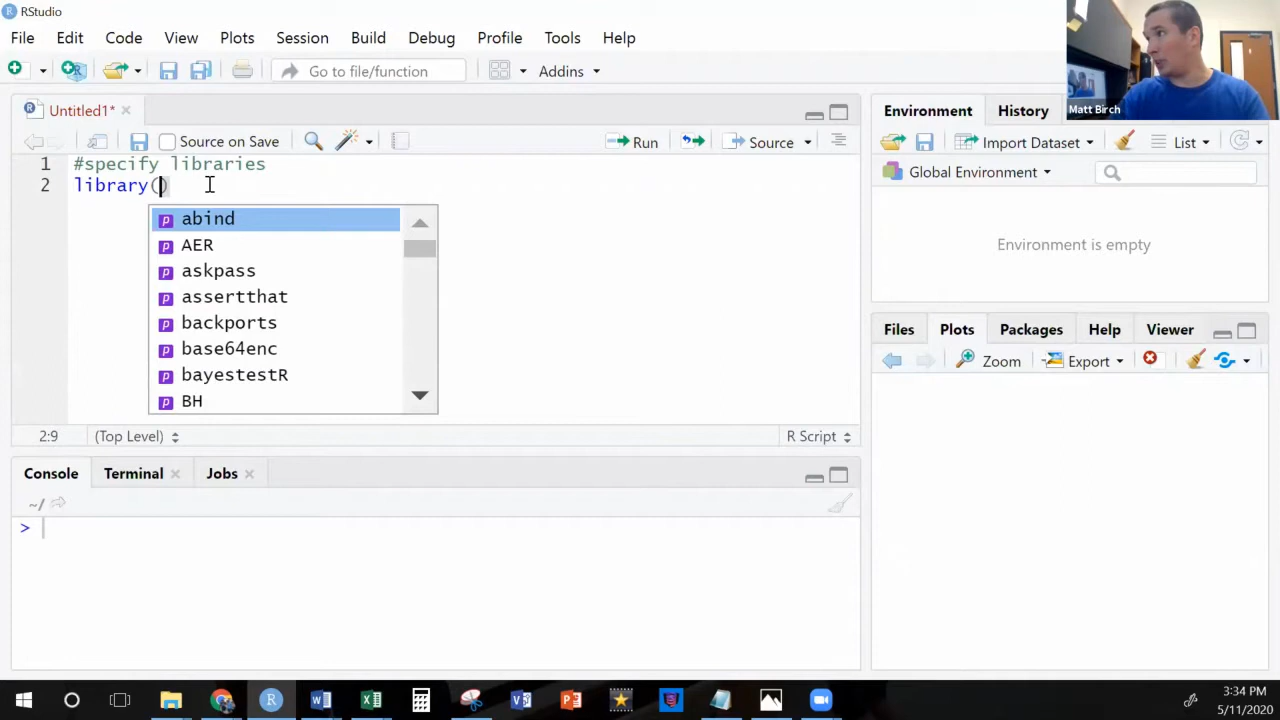 RStudio
File Edit Code View Plots Session Build Debug Profile Tools Help
Go to file/function Addins
Matt Birch
Untitled1*
Source on Save Run Source
1 #specify libraries
2 library()
abind
AER
askpass
assertthat
backports
base64enc
bayestestR
BH
2:9 (Top Level) R Script
Console Terminal Jobs
~/
>
Environment History
Import Dataset List
Global Environment
Environment is empty
Files Plots Packages Help Viewer
Zoom Export
3:34 PM
5/11/2020